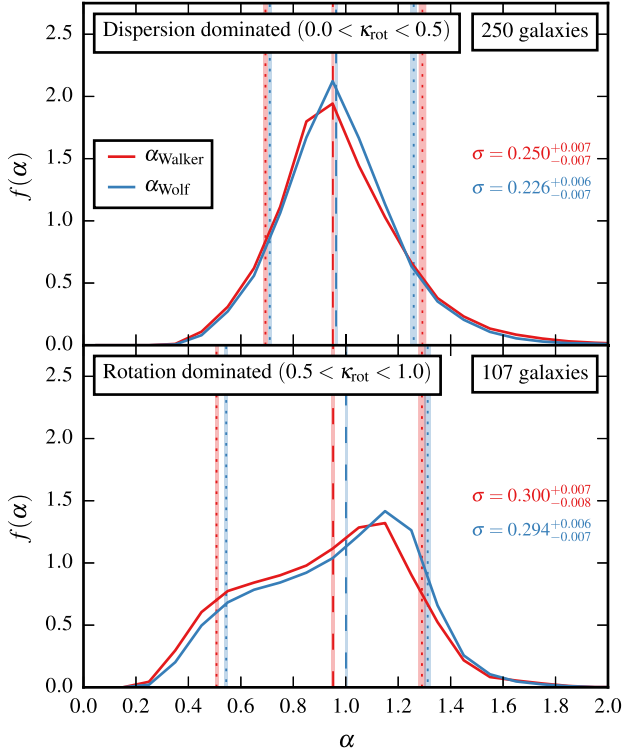 Dispersion dominated (0.0 < κrot < 0.5)
250 galaxies
αWalker
αWolf
σ = 0.250 +0.007 −0.007
σ = 0.226 +0.006 −0.007
f(α)
2.5
2.0
1.5
1.0
0.5
0.0
Rotation dominated (0.5 < κrot < 1.0)
107 galaxies
σ = 0.300 +0.007 −0.008
σ = 0.294 +0.006 −0.007
f(α)
2.5
2.0
1.5
1.0
0.5
0.0
0.0 0.2 0.4 0.6 0.8 1.0 1.2 1.4 1.6 1.8 2.0
α